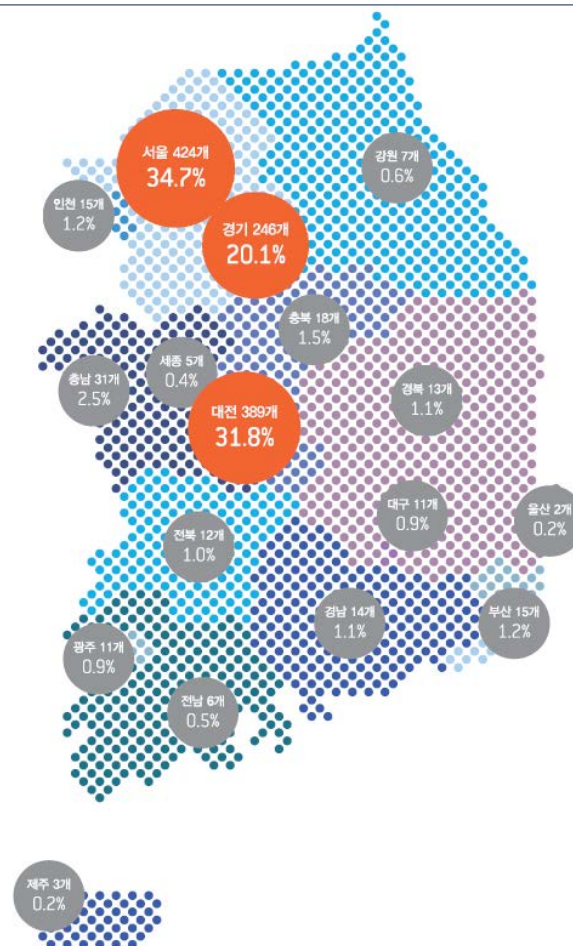 서울 424개
34.7%
강원 7개
0.6%
인천 15개
1.2%
경기 246개
20.1%
충북 18개
1.5%
세종 5개
0.4%
충남 31개
2.5%
경북 13개
1.1%
대전 389개
31.8%
대구 11개
0.9%
울산 2개
0.2%
전북 12개
1.0%
경남 14개
1.1%
부산 15개
1.2%
광주 11개
0.9%
전남 6개
0.5%
제주 3개
0.2%